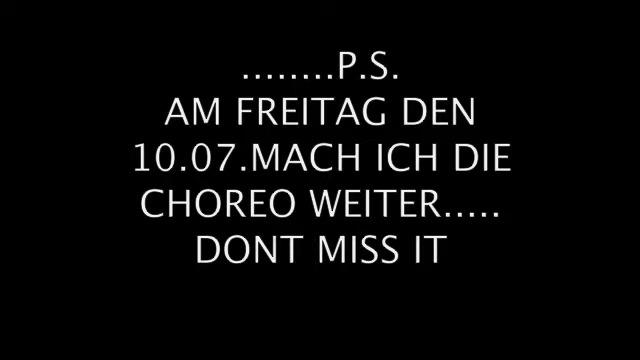 ........P.S.
AM FREITAG DEN
10.07.MACH ICH DIE
CHOREO WEITER.....
DONT MISS IT